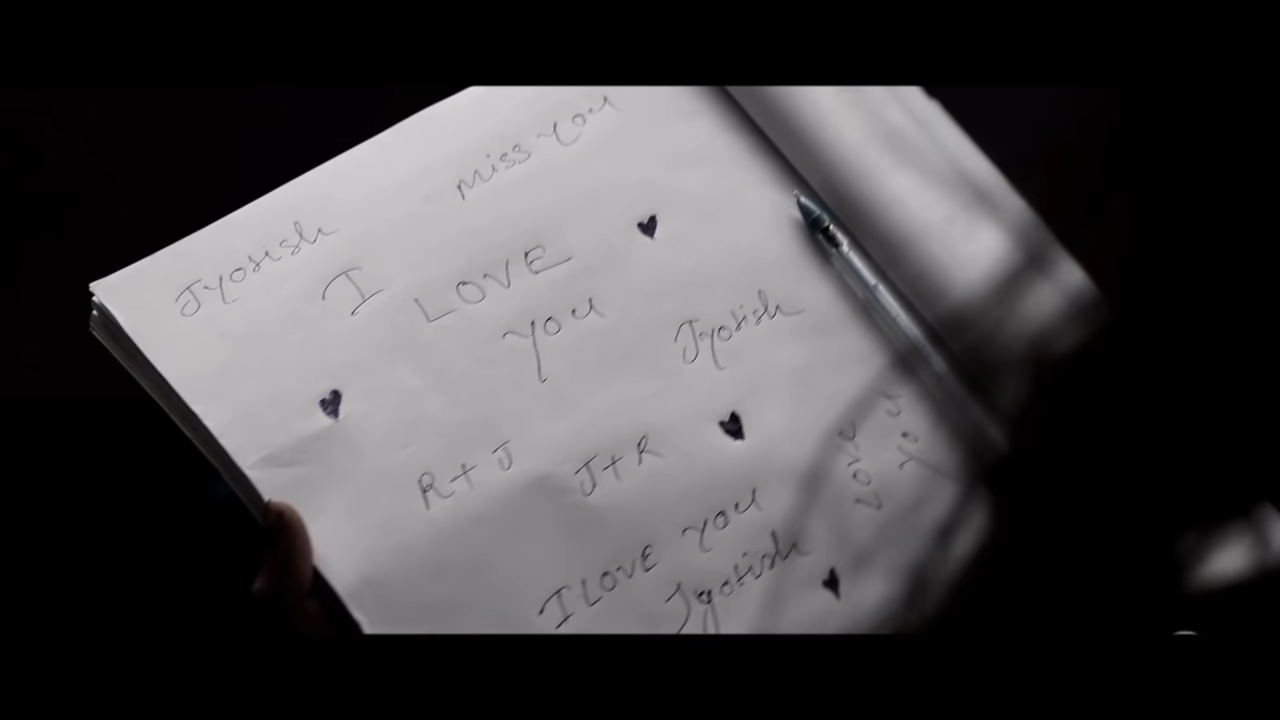 miss you
Jyotish
I LOVE
you
Jyotish
R + J J + R
love
you
I LOVE you
Jyotish